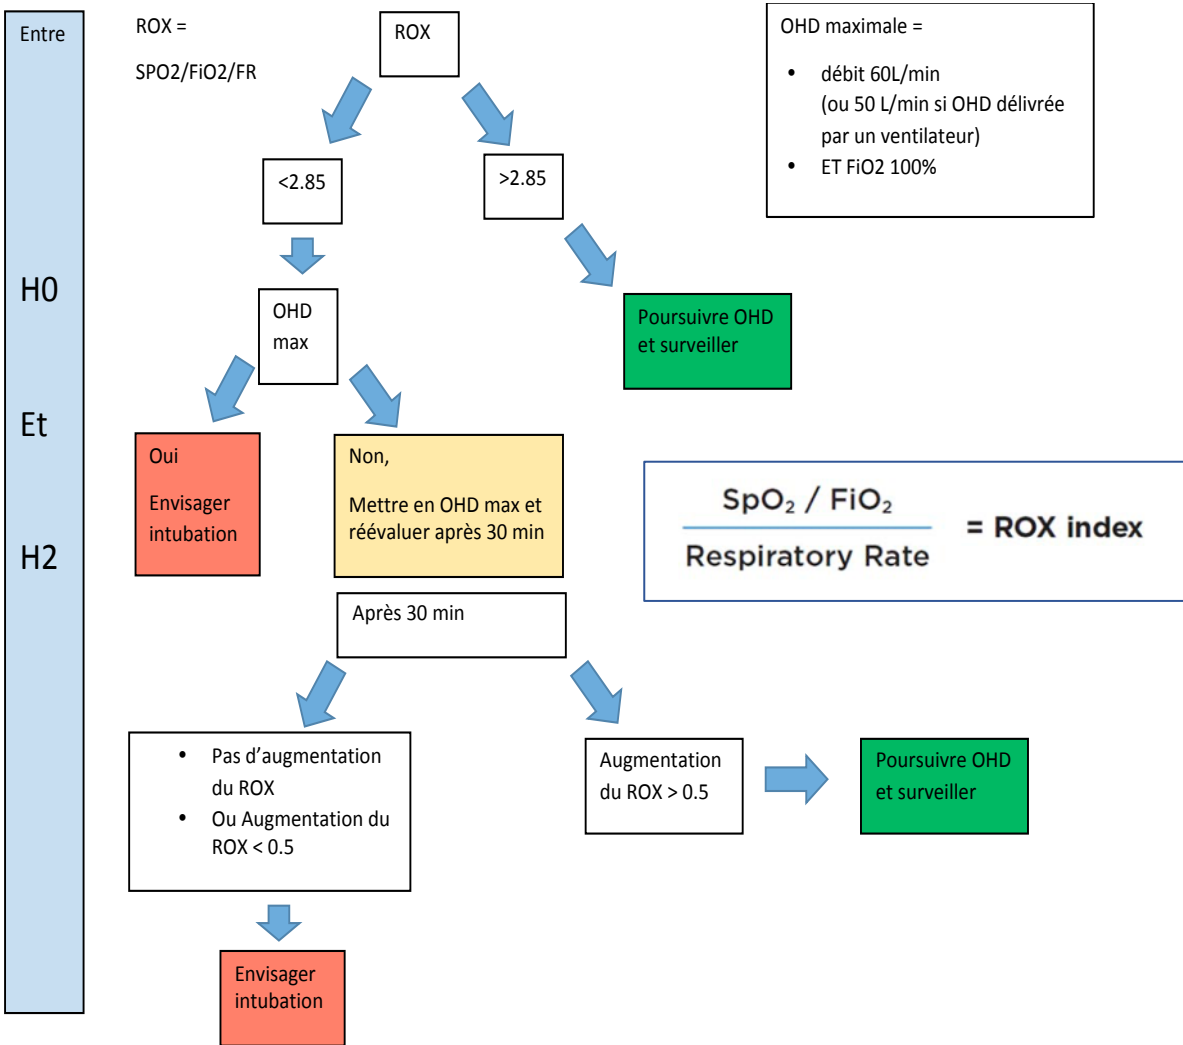 Entre
H0
Et
H2
ROX =
SPO2/FiO2/FR
ROX
OHD maximale =
• débit 60L/min
(ou 50 L/min si OHD délivrée
par un ventilateur)
• ET FiO2 100%
<2.85
>2.85
OHD
max
Poursuivre OHD
et surveiller
Oui
Envisager
intubation
Non,
Mettre en OHD max et
réévaluer après 30 min
SpO₂ / FiO₂
Respiratory Rate
= ROX index
Après 30 min
• Pas d’augmentation
du ROX
• Ou Augmentation du
ROX < 0.5
Augmentation
du ROX > 0.5
Poursuivre OHD
et surveiller
Envisager
intubation